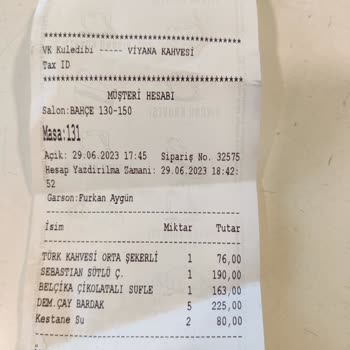 ****************************************
VK Kuledibi ----- VİYANA KAHVESİ
Tax ID
****************************************
MÜŞTERİ HESABI
Salon:BAHÇE 130-150
Masa:131
Açik: 29.06.2023 17:45 Sipariş No. 32575
Hesap Yazdirilma Zamani: 29.06.2023 18:42:
52
Garson:Furkan Aygün
----------------------------------------
İsim Miktar Tutar
----------------------------------------
TÜRK KAHVESİ ORTA ŞEKERLİ 1 76,00
SEBASTIAN SÜTLÜ Ç. 1 190,00
BELÇİKA ÇİKOLATALI SUFLE 1 163,00
DEM.ÇAY BARDAK 5 225,00
Kestane Su 2 80,00
----------------------------------------